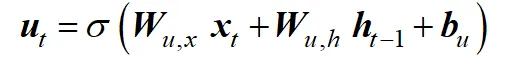 u_t = σ ( W_{u,x} x_t + W_{u,h} h_{t-1} + b_u )